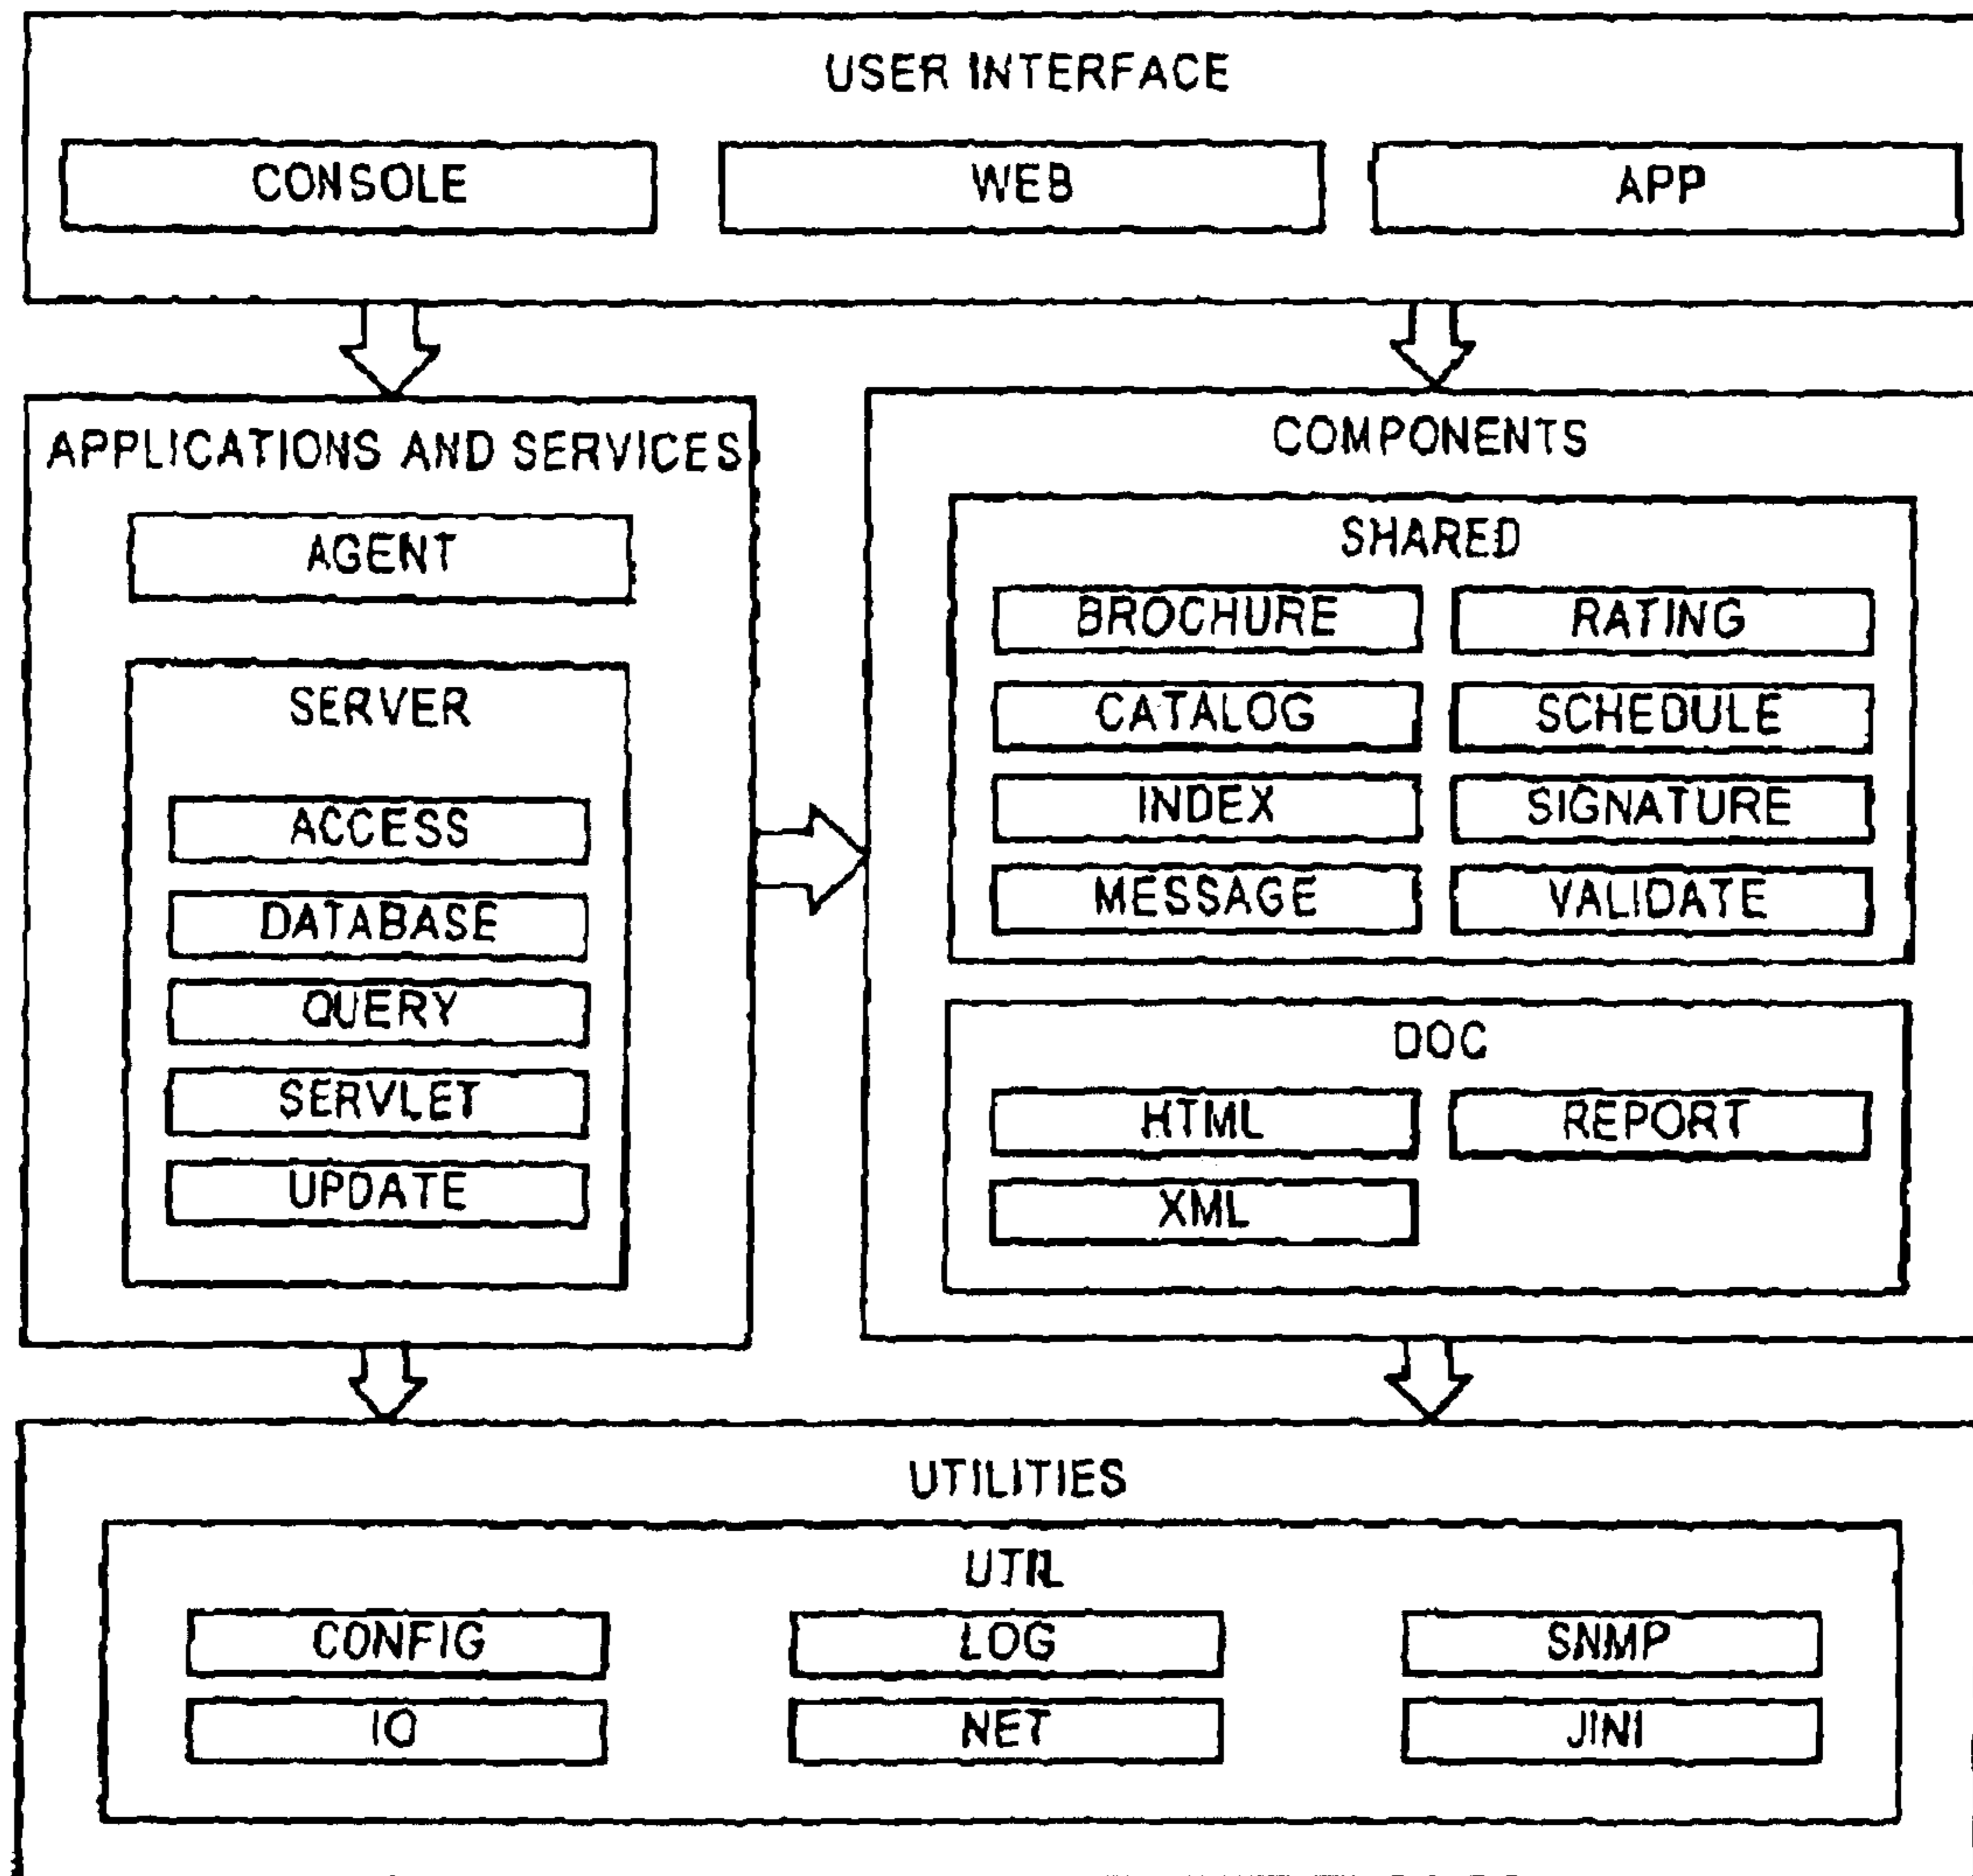 USER INTERFACE
CONSOLE
WEB
APP
APPLICATIONS AND SERVICES
AGENT
SERVER
ACCESS
DATABASE
QUERY
SERVLET
UPDATE
COMPONENTS
SHARED
BROCHURE
RATING
CATALOG
SCHEDULE
INDEX
SIGNATURE
MESSAGE
VALIDATE
DOC
HTML
REPORT
XML
UTILITIES
UTIL
CONFIG
LOG
SNMP
IO
NET
JINI